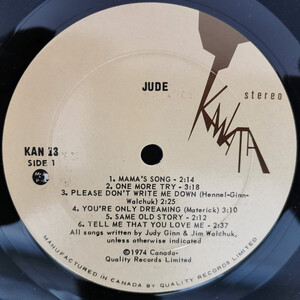 JUDE
KANATA
stereo
KAN 23
SIDE 1
1. MAMA'S SONG - 2:14
2. ONE MORE TRY - 3:18
3. PLEASE DON'T WRITE ME DOWN (Hennel-Ginn-
Walchuk) 2:25
4. YOU'RE ONLY DREAMING (Materick) 3:10
5. SAME OLD STORY - 2:12
6. TELL ME THAT YOU LOVE ME - 2:37
All songs written by Judy Ginn & Jim Walchuk,
unless otherwise indicated
©1974 Canada-
Quality Records Limited
MANUFACTURED IN CANADA BY QUALITY RECORDS LIMITED